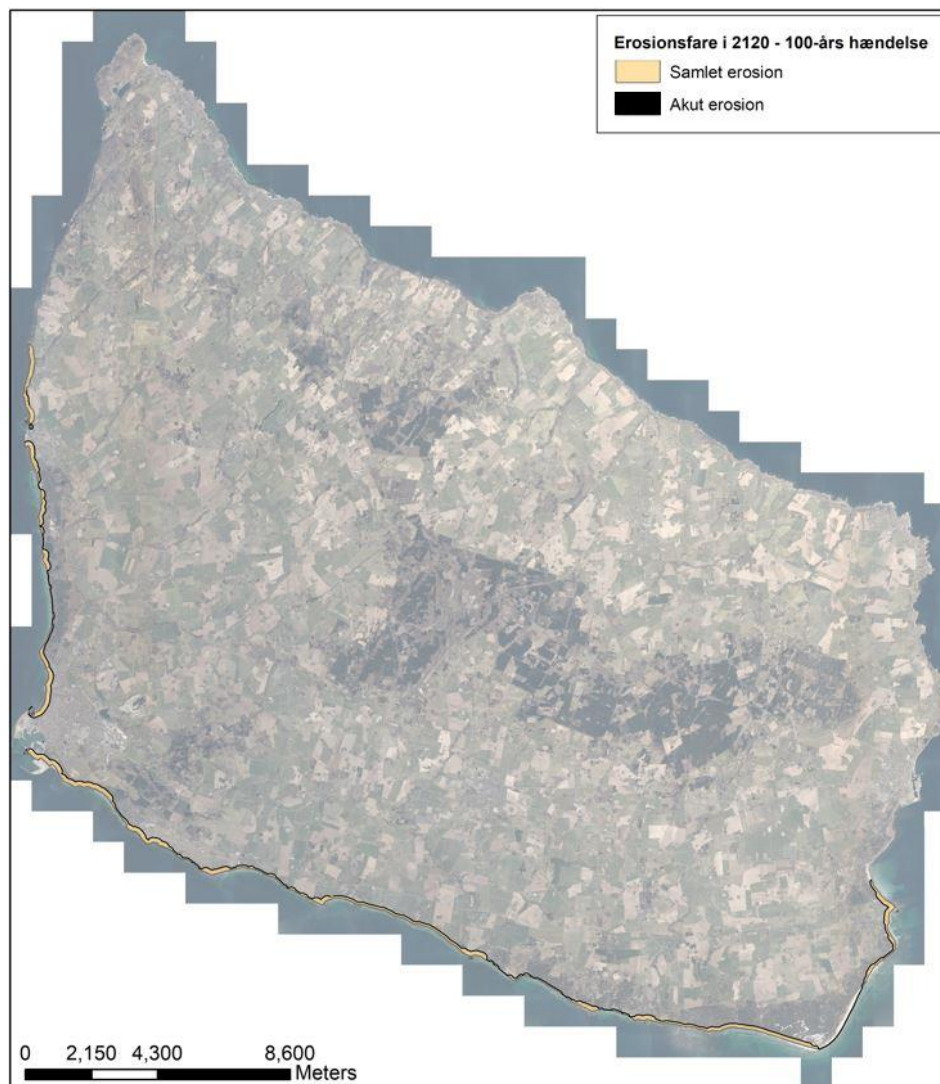 Erosionsfare i 2120 - 100-års hændelse
Samlet erosion
Akut erosion
0 2,150 4,300 8,600
Meters